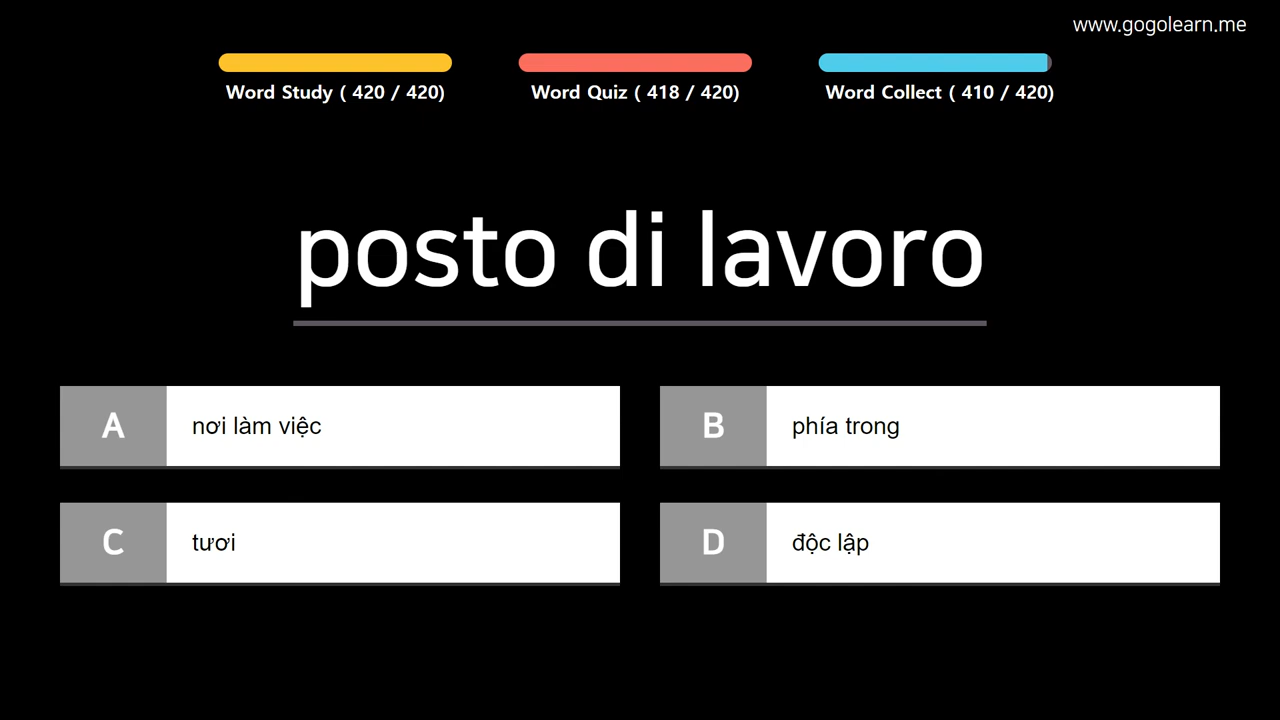 www.gogolearn.me
Word Study ( 420 / 420)
Word Quiz ( 418 / 420)
Word Collect ( 410 / 420)
posto di lavoro
A
nơi làm việc
B
phía trong
C
tươi
D
độc lập